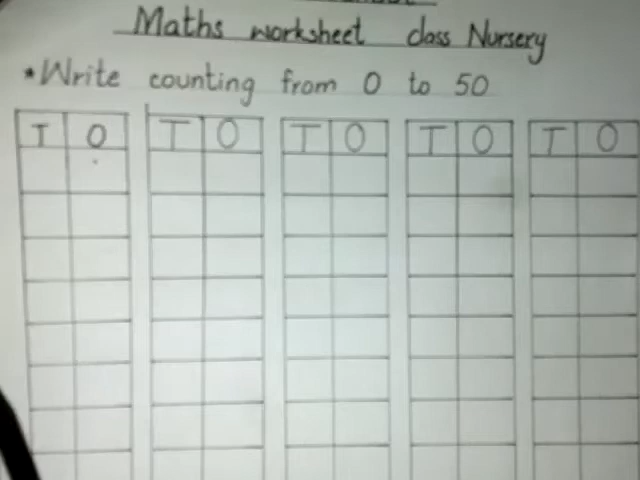 Maths worksheet class Nursery
*Write counting from 0 to 50
T O T O T O T O T O